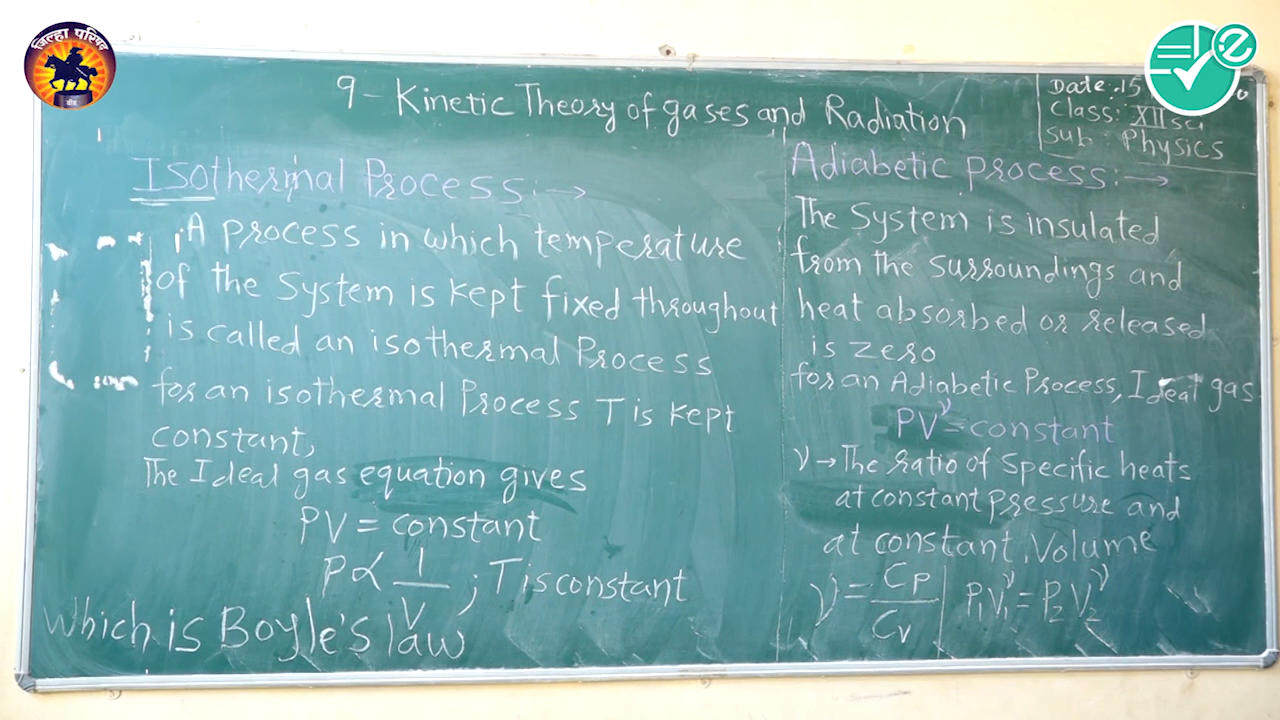 जिल्हा परिषद
बीड
9 - Kinetic Theory of gases and Radiation
Date: 15
Class: XII sci
Sub: Physics
Isothermal Process :→
A process in which temperature
of the System is kept fixed throughout
is called an isothermal Process
for an isothermal Process T is kept
constant,
The Ideal gas equation gives
PV = constant
P ∝ 1/V ; T is constant
Which is Boyle's law
Adiabetic process :→
The System is insulated
from the surroundings and
heat absorbed or released
is zero
for an Adiabetic Process, Ideal gas
PV^γ = constant
γ → The ratio of Specific heats
at constant pressure and
at constant Volume
γ = Cp/Cv | P₁V₁^γ = P₂V₂^γ